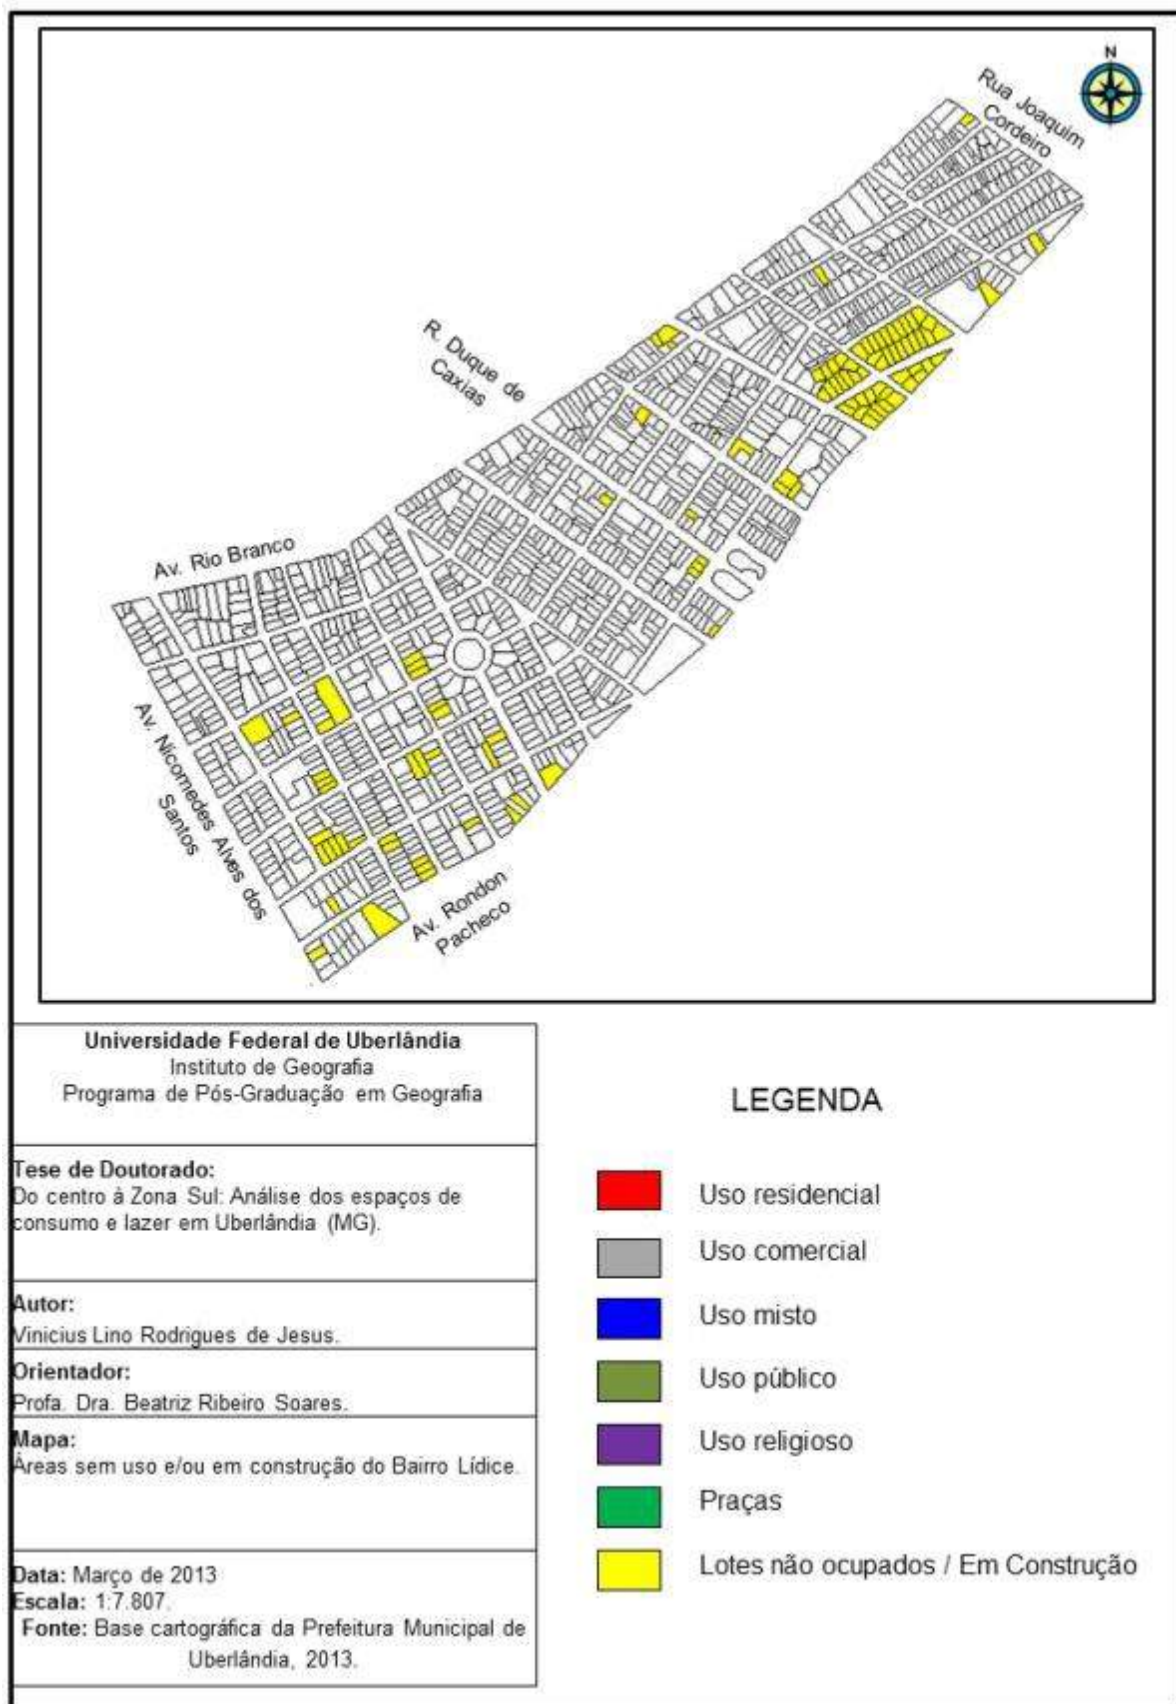 N
Rua Joaquim
Cordeiro
R. Duque de
Caxias
Av. Rio Branco
Av. Nicomedes Alves dos
Santos
Av. Rondon
Pacheco
Universidade Federal de Uberlândia
Instituto de Geografia
Programa de Pós-Graduação em Geografia
Tese de Doutorado:
Do centro à Zona Sul: Análise dos espaços de
consumo e lazer em Uberlândia (MG).
Autor:
Vinicius Lino Rodrigues de Jesus.
Orientador:
Profa. Dra. Beatriz Ribeiro Soares.
Mapa:
Áreas sem uso e/ou em construção do Bairro Lídice.
Data: Março de 2013
Escala: 1:7.807.
Fonte: Base cartográfica da Prefeitura Municipal de
Uberlândia, 2013.
LEGENDA
Uso residencial
Uso comercial
Uso misto
Uso público
Uso religioso
Praças
Lotes não ocupados / Em Construção